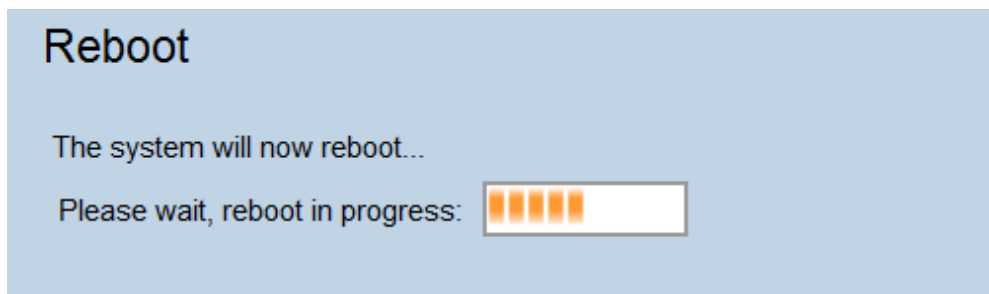 Reboot
The system will now reboot...
Please wait, reboot in progress: